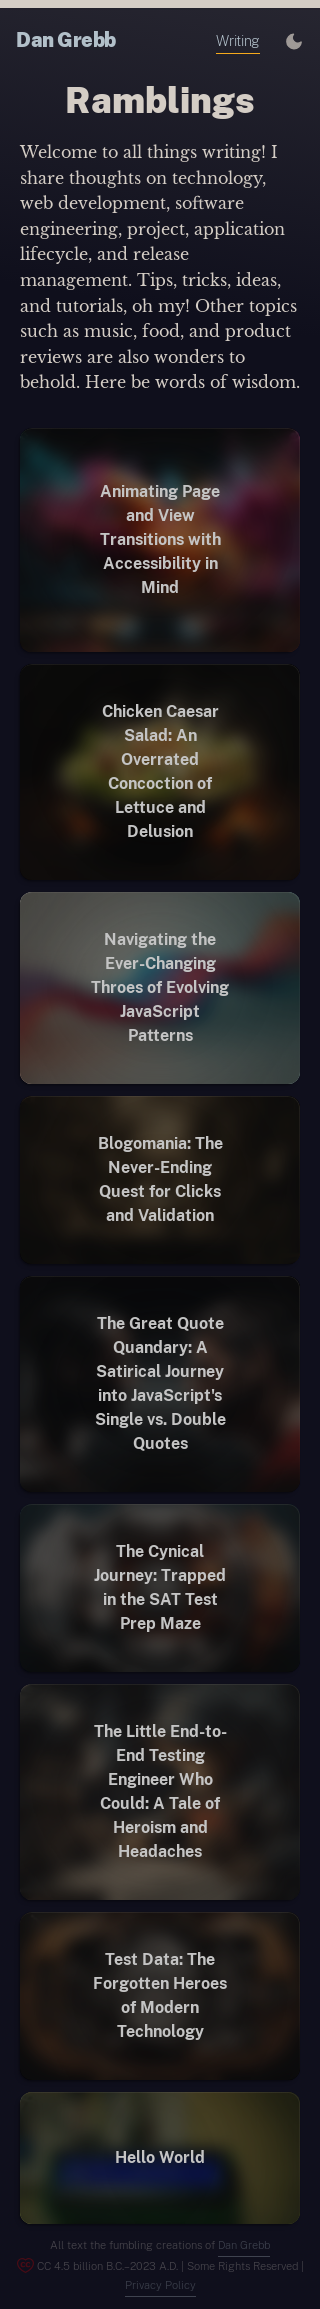 Dan Grebb
Writing
Ramblings
Welcome to all things writing! I
share thoughts on technology,
web development, software
engineering, project, application
lifecycle, and release
management. Tips, tricks, ideas,
and tutorials, oh my! Other topics
such as music, food, and product
reviews are also wonders to
behold. Here be words of wisdom.
Animating Page
and View
Transitions with
Accessibility in
Mind
Chicken Caesar
Salad: An
Overrated
Concoction of
Lettuce and
Delusion
Navigating the
Ever-Changing
Throes of Evolving
JavaScript
Patterns
Blogomania: The
Never-Ending
Quest for Clicks
and Validation
The Great Quote
Quandary: A
Satirical Journey
into JavaScript's
Single vs. Double
Quotes
The Cynical
Journey: Trapped
in the SAT Test
Prep Maze
The Little End-to-
End Testing
Engineer Who
Could: A Tale of
Heroism and
Headaches
Test Data: The
Forgotten Heroes
of Modern
Technology
Hello World
All text the fumbling creations of Dan Grebb
CC 4.5 billion B.C.–2023 A.D. | Some Rights Reserved |
Privacy Policy